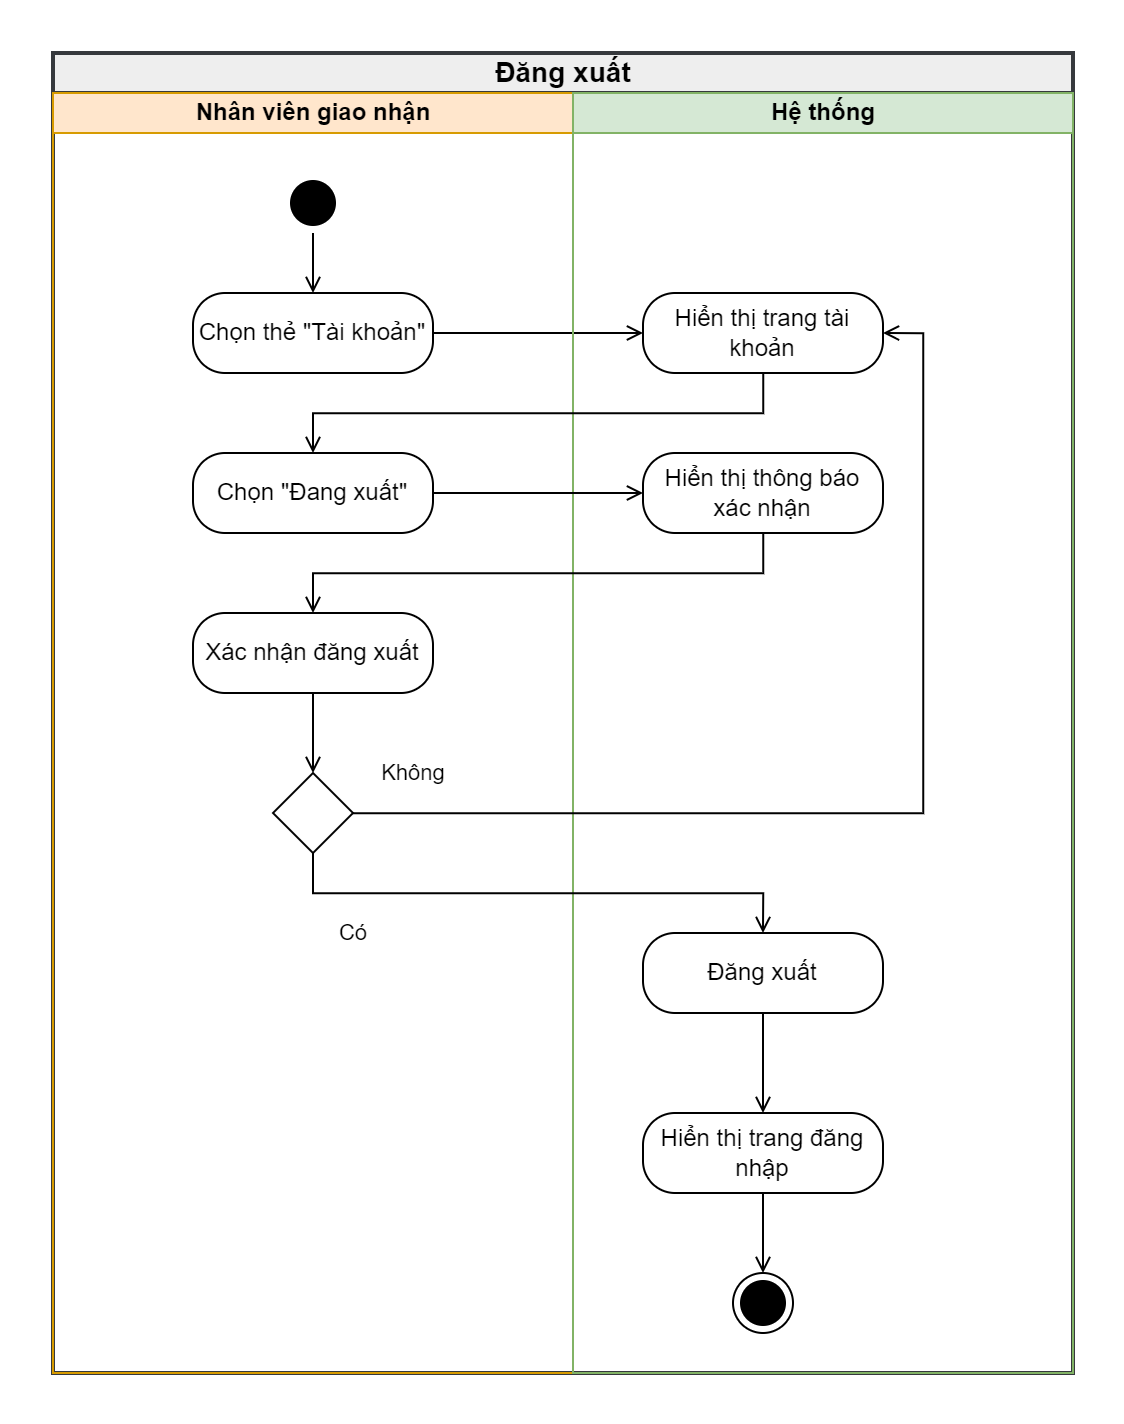 Đăng xuất
Nhân viên giao nhận
Hệ thống
Chọn thẻ "Tài khoản"
Hiển thị trang tài
khoản
Chọn "Đang xuất"
Hiển thị thông báo
xác nhận
Xác nhận đăng xuất
Không
Có
Đăng xuất
Hiển thị trang đăng
nhập